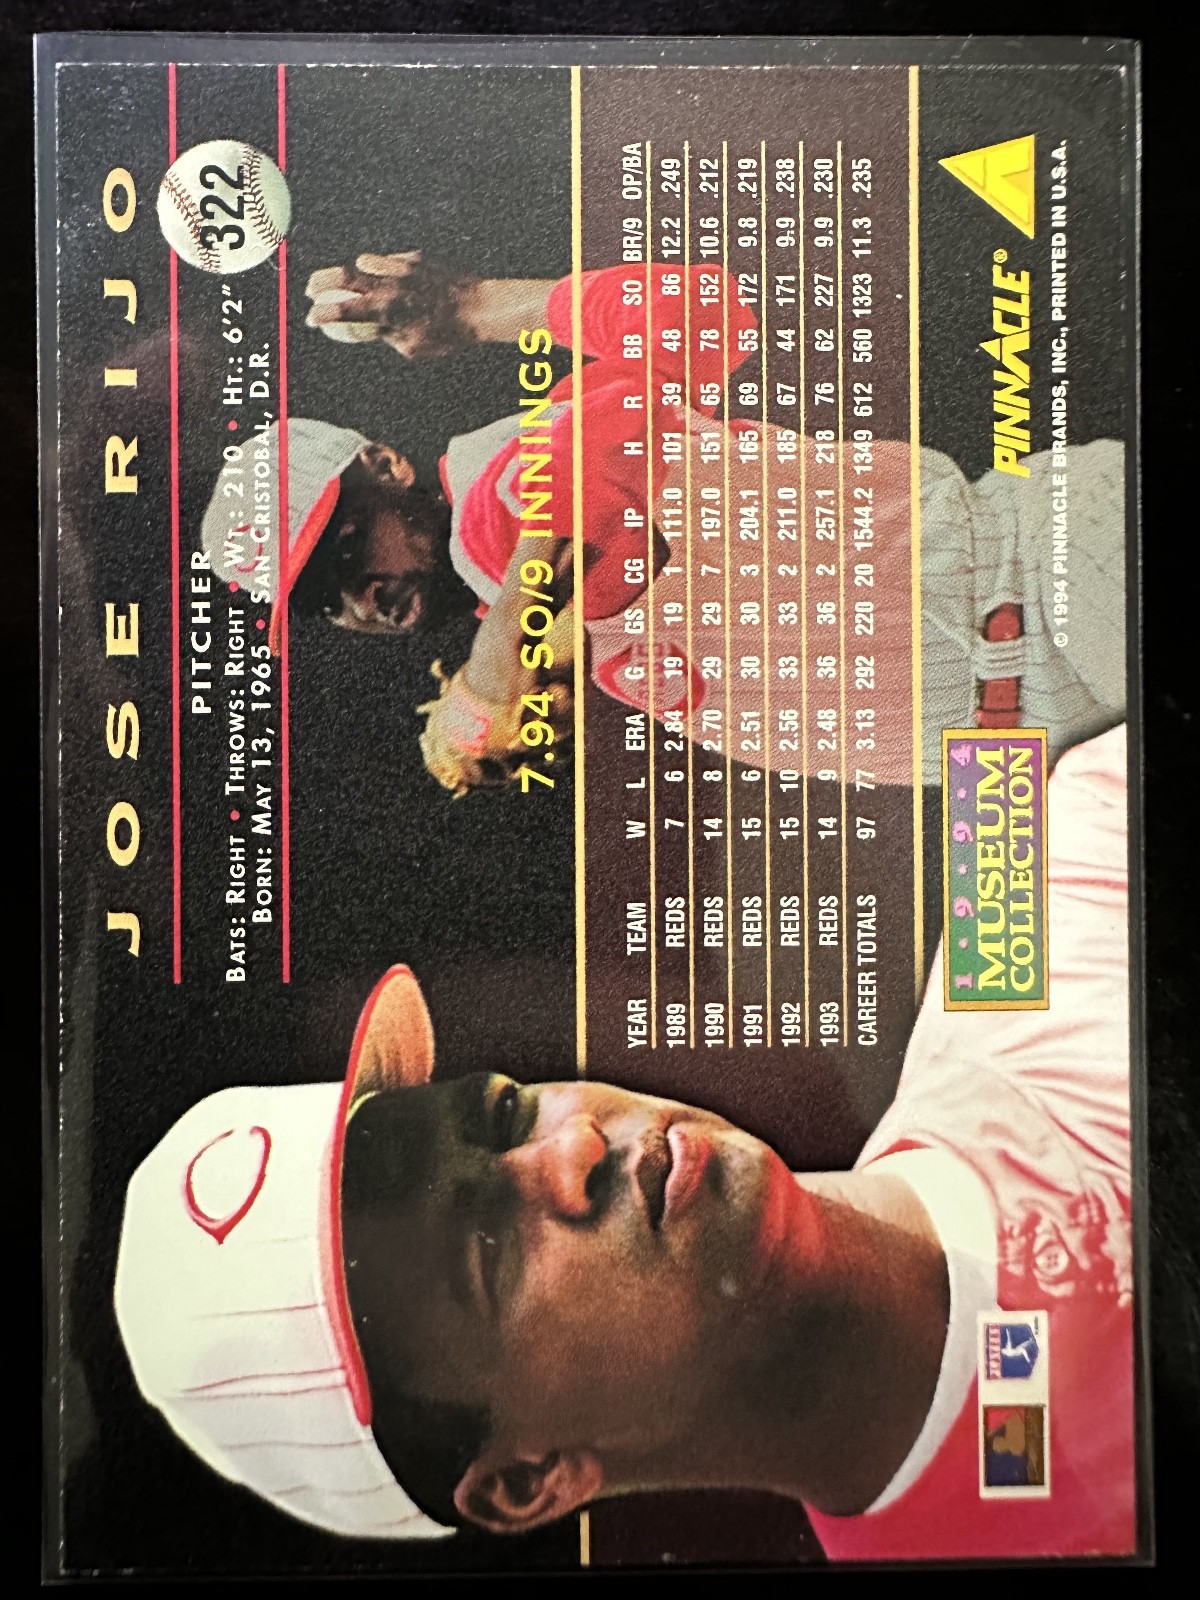 JOSE RIJO
322
PITCHER
BATS: RIGHT • THROWS: RIGHT • WT.: 210 • HT.: 6'2"
BORN: MAY 13, 1965 • SAN CRISTOBAL, D.R.
7.94 SO/9 INNINGS
YEAR TEAM W L ERA G GS CG IP H R BB SO BR/9 OP/BA
1989 REDS 7 6 2.84 19 19 1 111.0 101 39 48 86 12.2 .249
1990 REDS 14 8 2.70 29 29 7 197.0 151 65 78 152 10.6 .212
1991 REDS 15 6 2.51 30 30 3 204.1 165 69 55 172 9.8 .219
1992 REDS 15 10 2.56 33 33 2 211.0 185 67 44 171 9.9 .238
1993 REDS 14 9 2.48 36 36 2 257.1 218 76 62 227 9.9 .230
CAREER TOTALS 97 77 3.13 292 220 20 1544.2 1349 612 560 1323 11.3 .235
1•9•9•4
MUSEUM
COLLECTION
PINNACLE®
© 1994 PINNACLE BRANDS, INC., PRINTED IN U.S.A.
C